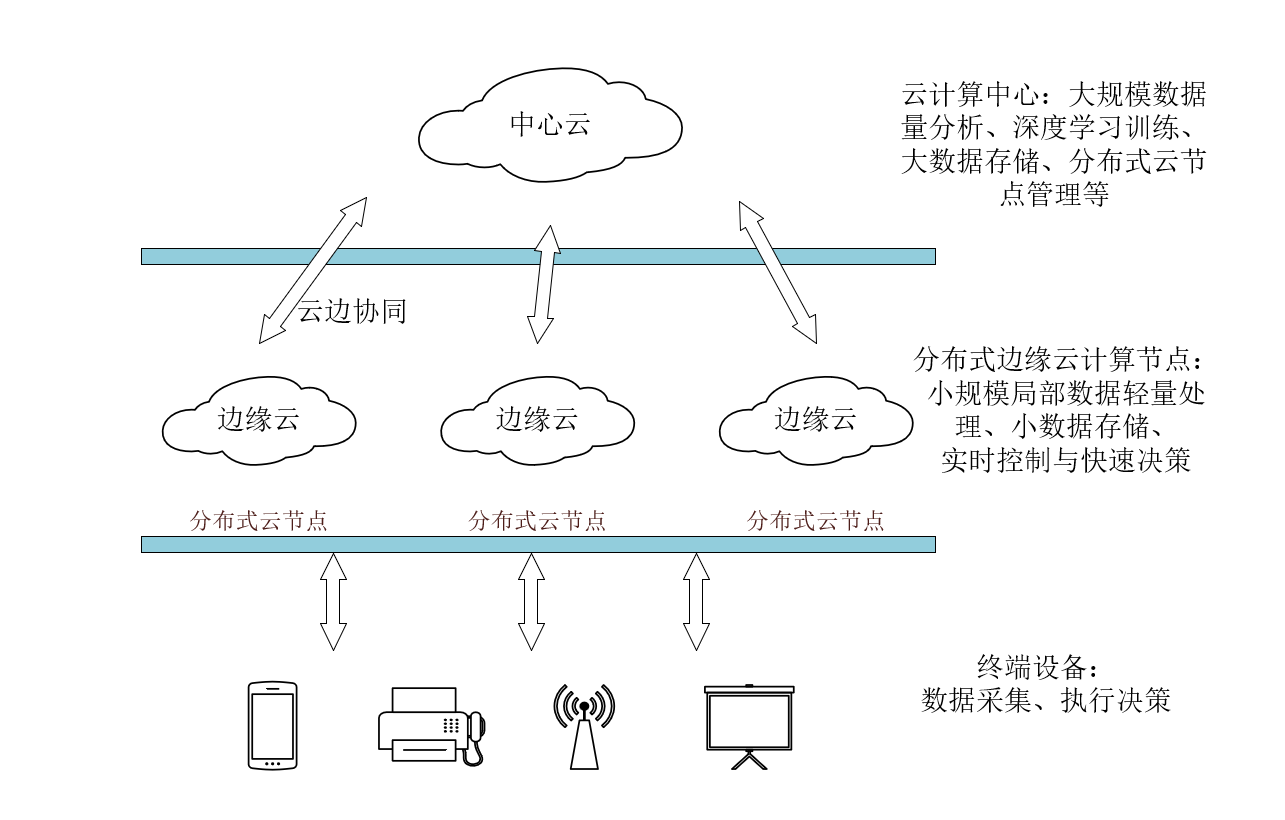 中心云
云计算中心：大规模数据
量分析、深度学习训练、
大数据存储、分布式云节
点管理等
云边协同
分布式边缘云计算节点：
小规模局部数据轻量处
理、小数据存储、
实时控制与快速决策
边缘云
边缘云
边缘云
分布式云节点
分布式云节点
分布式云节点
终端设备：
数据采集、执行决策